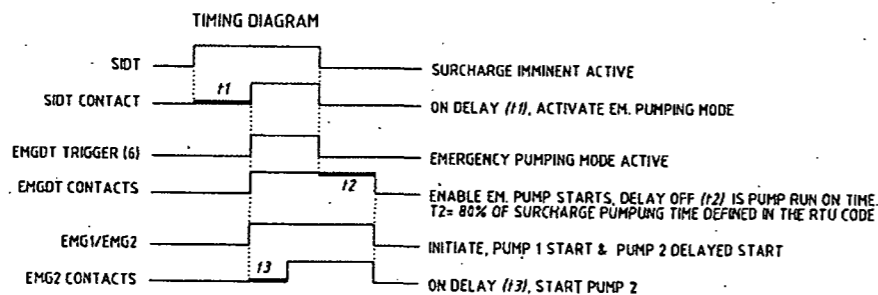 TIMING DIAGRAM
SIDT
SURCHARGE IMMINENT ACTIVE
t1
SIDT CONTACT
ON DELAY (t1), ACTIVATE EM. PUMPING MODE
EMGDT TRIGGER (6)
EMERGENCY PUMPING MODE ACTIVE
EMGDT CONTACTS
t2
ENABLE EM. PUMP STARTS, DELAY OFF (t2) IS PUMP RUN ON TIME.
T2= 80% OF SURCHARGE PUMPUNG TIME DEFINED IN THE RTU CODE
EMG1/EMG2
INITIATE, PUMP 1 START & PUMP 2 DELAYED START
t3
EMG2 CONTACTS
ON DELAY (t3), START PUMP 2